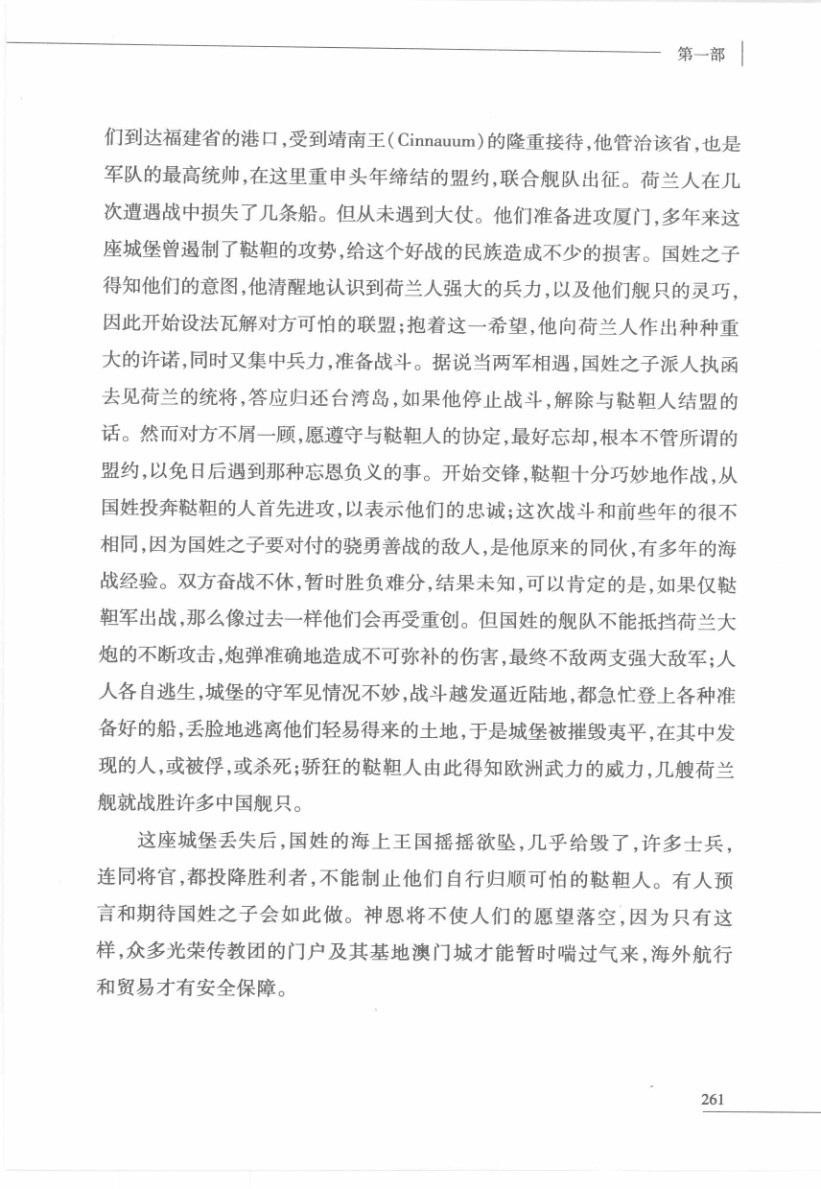 第一部
们到达福建省的港口,受到靖南王(Cinnauum)的隆重接待,他管治该省,也是
军队的最高统帅,在这里重申头年缔结的盟约,联合舰队出征。荷兰人在几
次遭遇战中损失了几条船。但从未遇到大仗。他们准备进攻厦门,多年来这
座城堡曾遏制了鞑靼的攻势,给这个好战的民族造成不少的损害。国姓之子
得知他们的意图,他清醒地认识到荷兰人强大的兵力,以及他们舰只的灵巧,
因此开始设法瓦解对方可怕的联盟;抱着这一希望,他向荷兰人作出种种重
大的许诺,同时又集中兵力,准备战斗。据说当两军相遇,国姓之子派人执函
去见荷兰的统将,答应归还台湾岛,如果他停止战斗,解除与鞑靼人结盟的
话。然而对方不屑一顾,愿遵守与鞑靼人的协定,最好忘却,根本不管所谓的
盟约,以免日后遇到那种忘恩负义的事。开始交锋,鞑靼十分巧妙地作战,从
国姓投奔鞑靼的人首先进攻,以表示他们的忠诚;这次战斗和前些年的很不
相同,因为国姓之子要对付的骁勇善战的敌人,是他原来的同伙,有多年的海
战经验。双方奋战不休,暂时胜负难分,结果未知,可以肯定的是,如果仅鞑
靼军出战,那么像过去一样他们会再受重创。但国姓的舰队不能抵挡荷兰大
炮的不断攻击,炮弹准确地造成不可弥补的伤害,最终不敌两支强大敌军;人
人各自逃生,城堡的守军见情况不妙,战斗越发逼近陆地,都急忙登上各种准
备好的船,丢脸地逃离他们轻易得来的土地,于是城堡被摧毁夷平,在其中发
现的人,或被俘,或杀死;骄狂的鞑靼人由此得知欧洲武力的威力,几艘荷兰
舰就战胜许多中国舰只。
这座城堡丢失后,国姓的海上王国摇摇欲坠,几乎给毁了,许多士兵,
连同将官,都投降胜利者,不能制止他们自行归顺可怕的鞑靼人。有人预
言和期待国姓之子会如此做。神恩将不使人们的愿望落空,因为只有这
样,众多光荣传教团的门户及其基地澳门城才能暂时喘过气来,海外航行
和贸易才有安全保障。
261